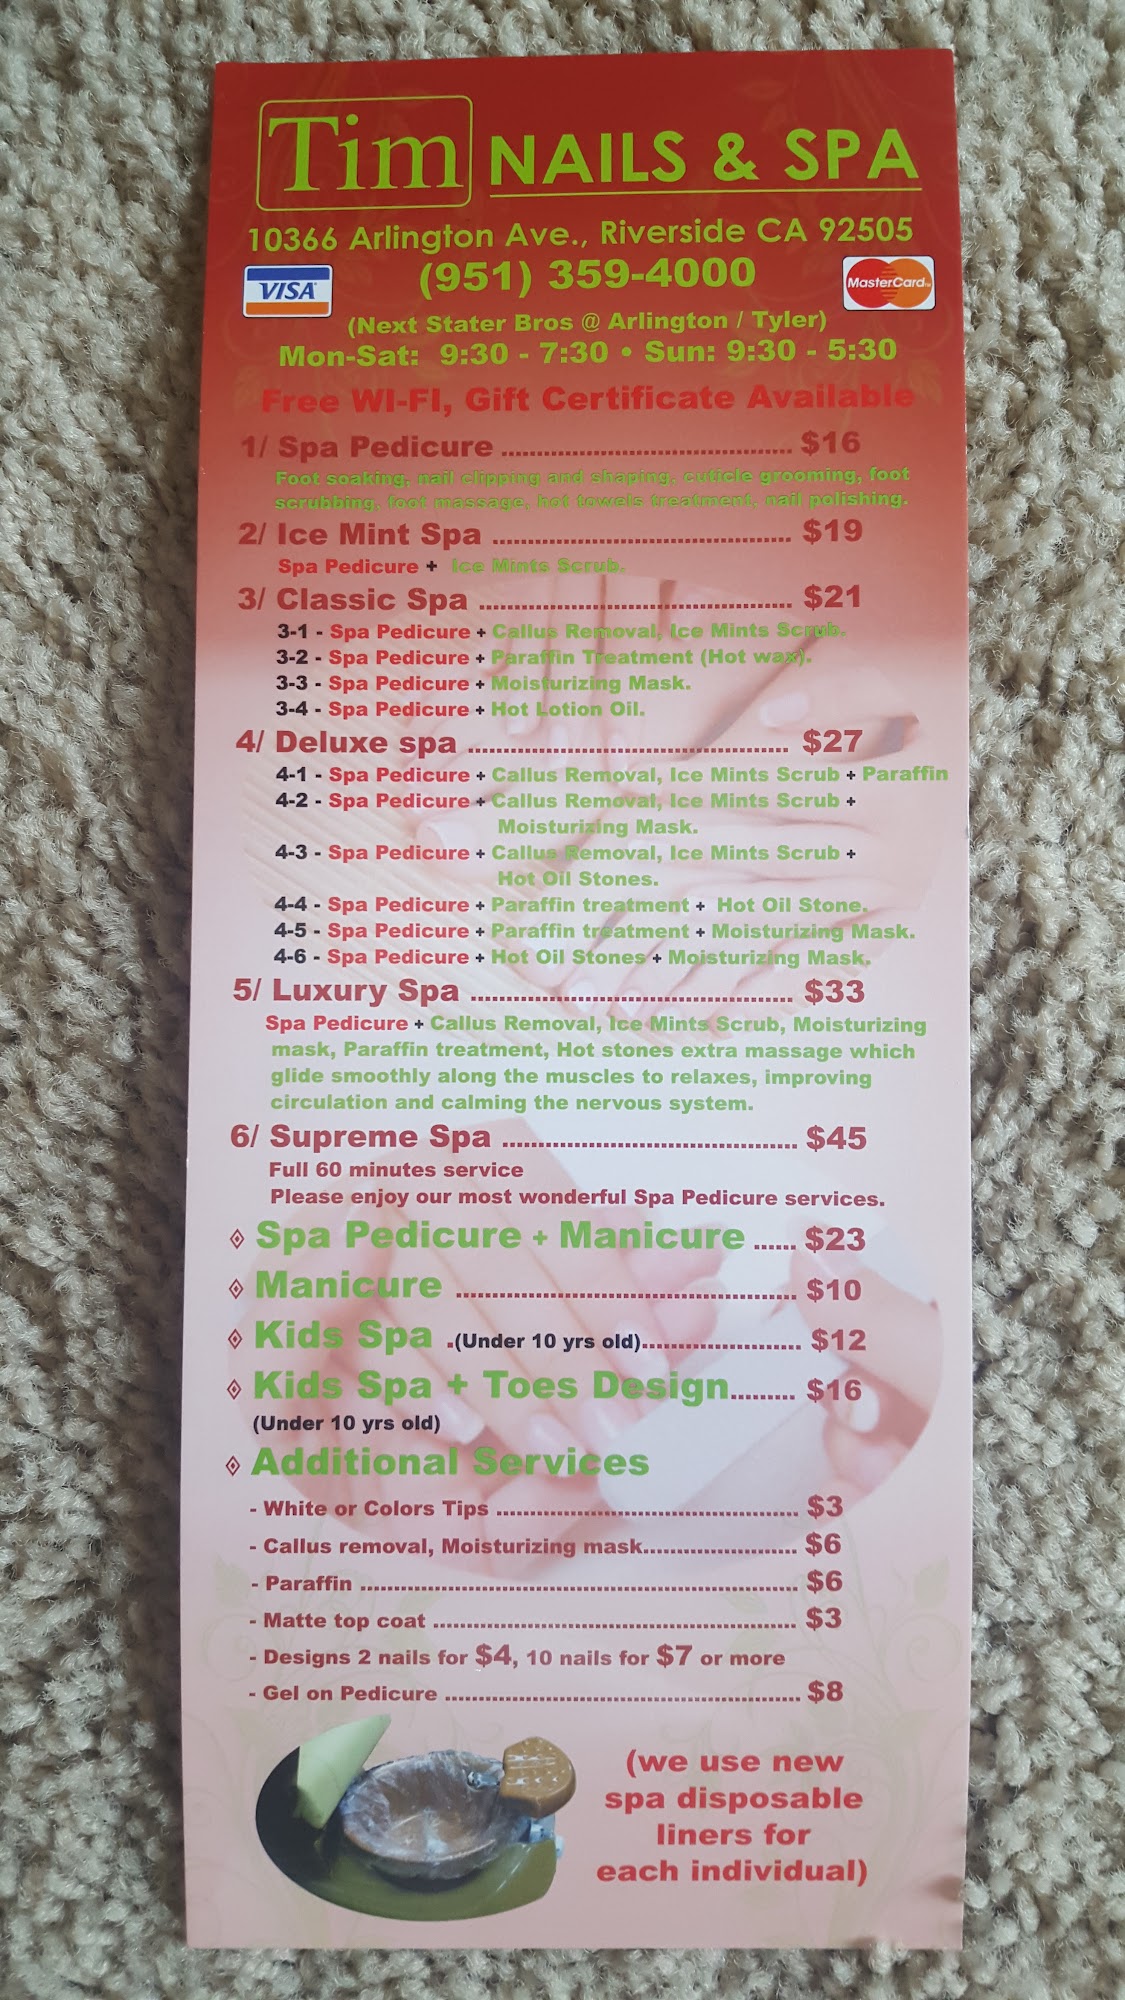 Tim NAILS & SPA
10366 Arlington Ave., Riverside CA 92505
VISA
(951) 359-4000
MasterCard
(Next Stater Bros @ Arlington / Tyler)
Mon-Sat: 9:30 - 7:30 • Sun: 9:30 - 5:30
Free WI-FI, Gift Certificate Available
1/ Spa Pedicure ........................................ $16
Foot soaking, nail clipping and shaping, cuticle grooming, foot
scrubbing, foot massage, hot towels treatment, nail polishing.
2/ Ice Mint Spa ......................................... $19
Spa Pedicure + Ice Mints Scrub.
3/ Classic Spa ........................................... $21
3-1 - Spa Pedicure + Callus Removal, Ice Mints Scrub.
3-2 - Spa Pedicure + Paraffin Treatment (Hot wax).
3-3 - Spa Pedicure + Moisturizing Mask.
3-4 - Spa Pedicure + Hot Lotion Oil.
4/ Deluxe spa ............................................ $27
4-1 - Spa Pedicure + Callus Removal, Ice Mints Scrub + Paraffin
4-2 - Spa Pedicure + Callus Removal, Ice Mints Scrub +
Moisturizing Mask.
4-3 - Spa Pedicure + Callus Removal, Ice Mints Scrub +
Hot Oil Stones.
4-4 - Spa Pedicure + Paraffin treatment + Hot Oil Stone.
4-5 - Spa Pedicure + Paraffin treatment + Moisturizing Mask.
4-6 - Spa Pedicure + Hot Oil Stones + Moisturizing Mask.
5/ Luxury Spa ............................................ $33
Spa Pedicure + Callus Removal, Ice Mints Scrub, Moisturizing
mask, Paraffin treatment, Hot stones extra massage which
glide smoothly along the muscles to relaxes, improving
circulation and calming the nervous system.
6/ Supreme Spa ........................................ $45
Full 60 minutes service
Please enjoy our most wonderful Spa Pedicure services.
Spa Pedicure + Manicure ...... $23
Manicure ............................................... $10
Kids Spa .(Under 10 yrs old)...................... $12
Kids Spa + Toes Design......... $16
(Under 10 yrs old)
Additional Services
- White or Colors Tips .......................................... $3
- Callus removal, Moisturizing mask..................... $6
- Paraffin ............................................................ $6
- Matte top coat .................................................. $3
- Designs 2 nails for $4, 10 nails for $7 or more
- Gel on Pedicure ................................................. $8
(we use new
spa disposable
liners for
each individual)